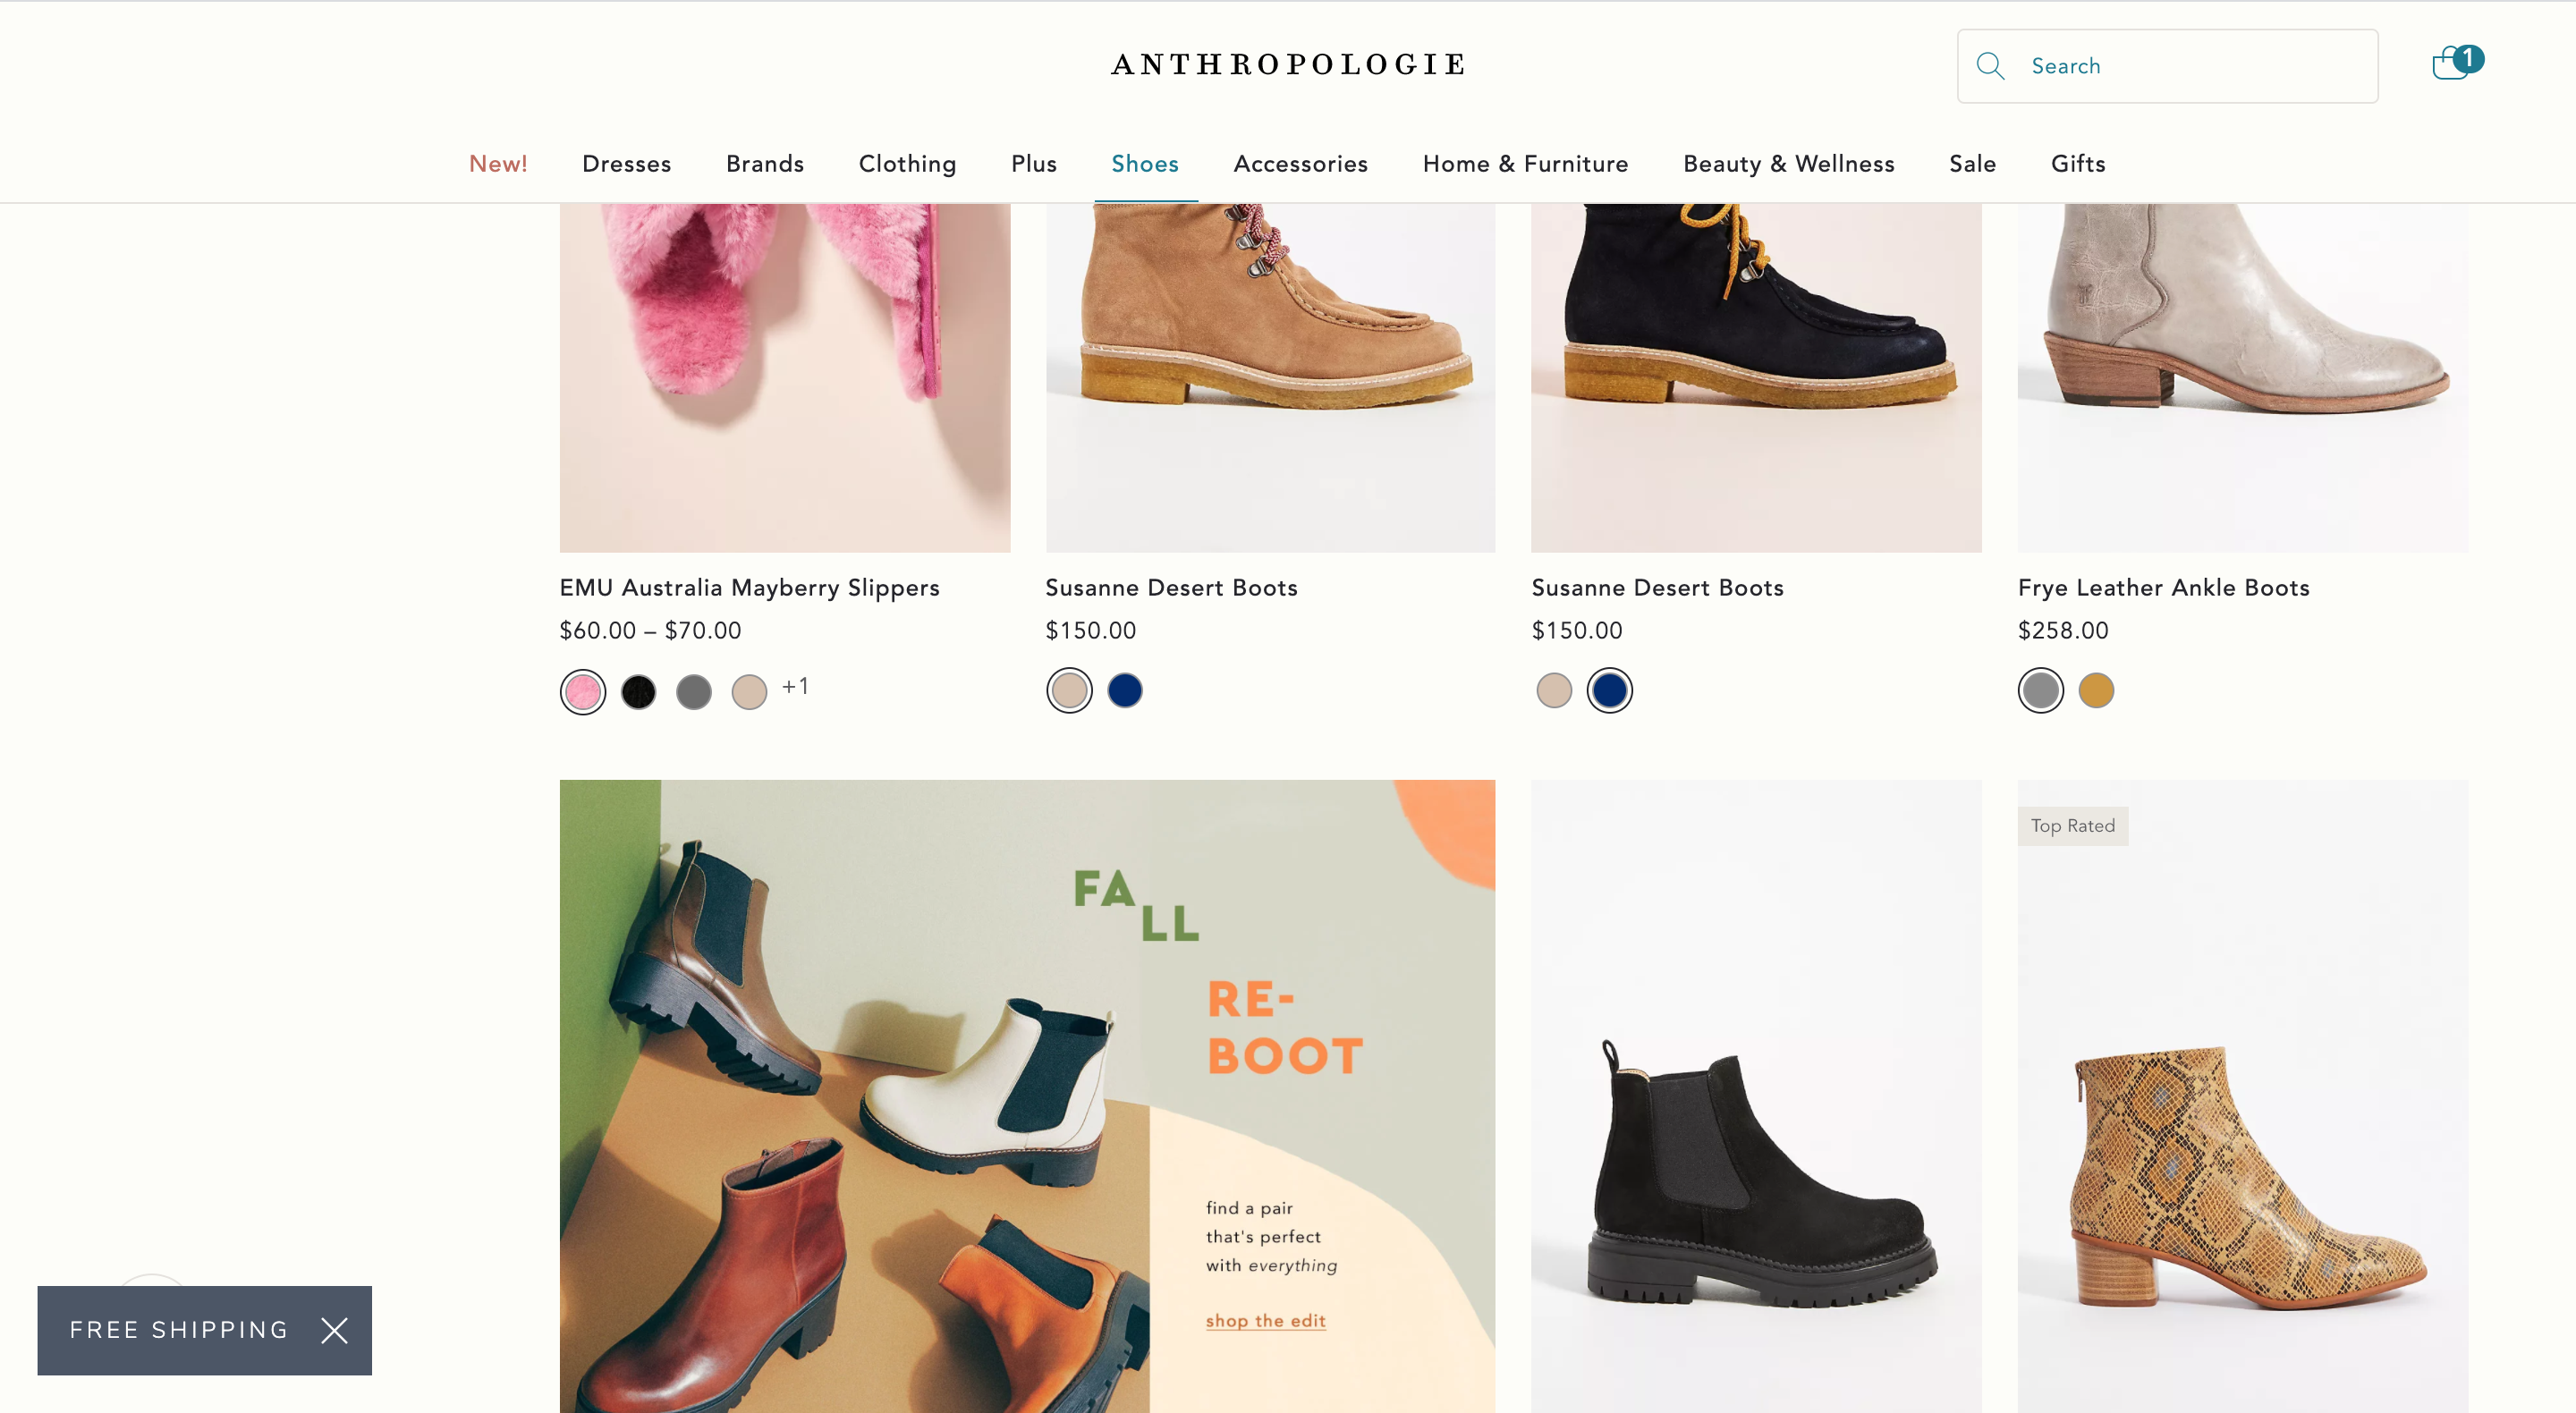 ANTHROPOLOGIE
Search
1
New! Dresses Brands Clothing Plus Shoes Accessories Home & Furniture Beauty & Wellness Sale Gifts
EMU Australia Mayberry Slippers
$60.00 – $70.00
+1
Susanne Desert Boots
$150.00
Susanne Desert Boots
$150.00
Frye Leather Ankle Boots
$258.00
FALL
RE-
BOOT
find a pair
that's perfect
with everything
shop the edit
Top Rated
FREE SHIPPING